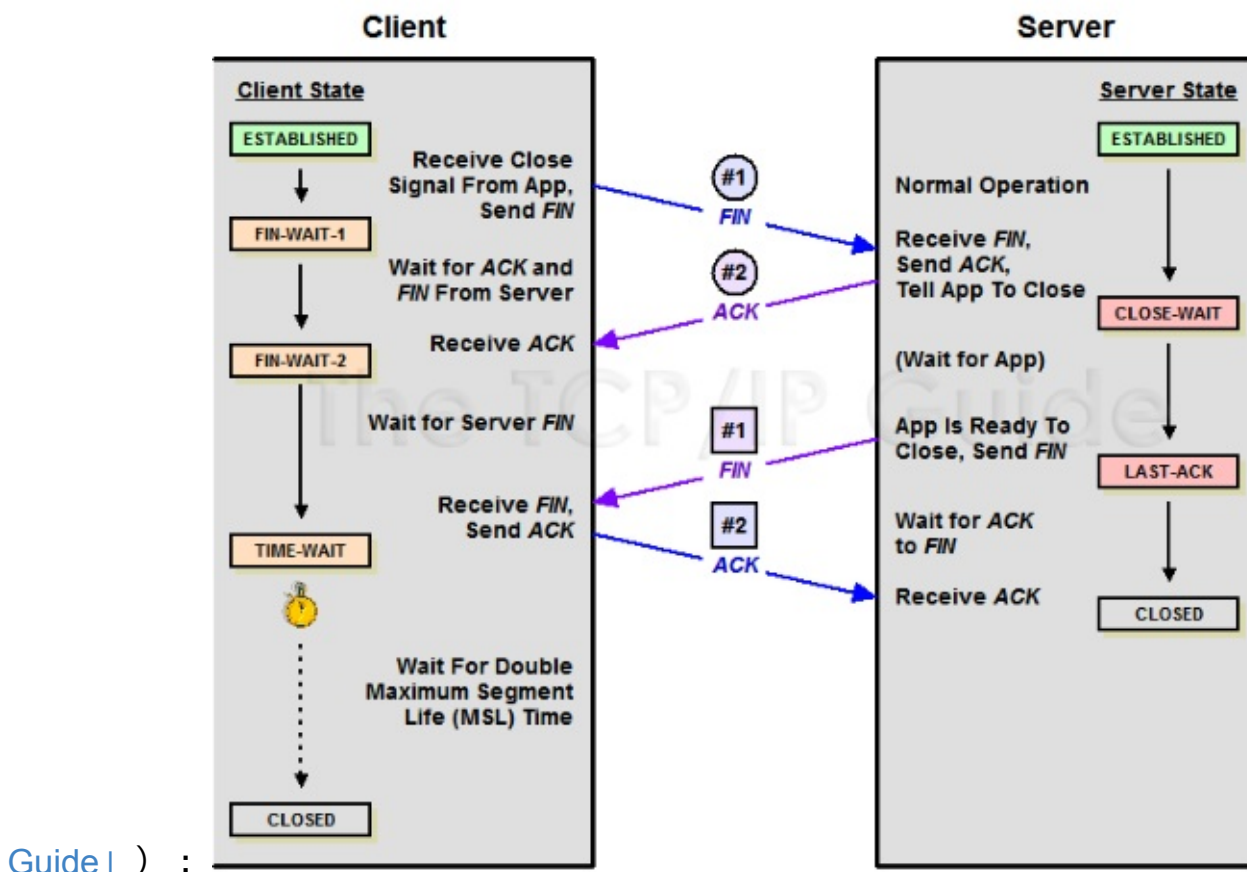 Client
Server
Client State
ESTABLISHED
Receive Close
Signal From App,
Send FIN
FIN-WAIT-1
Wait for ACK and
FIN From Server
Receive ACK
FIN-WAIT-2
Wait for Server FIN
Receive FIN,
Send ACK
TIME-WAIT
Wait For Double
Maximum Segment
Life (MSL) Time
CLOSED
#1
FIN
#2
ACK
#1
FIN
#2
ACK
The TCP/IP Guide
Server State
ESTABLISHED
Normal Operation
Receive FIN,
Send ACK,
Tell App To Close
CLOSE-WAIT
(Wait for App)
App Is Ready To
Close, Send FIN
LAST-ACK
Wait for ACK
to FIN
Receive ACK
CLOSED
Guide | ) :